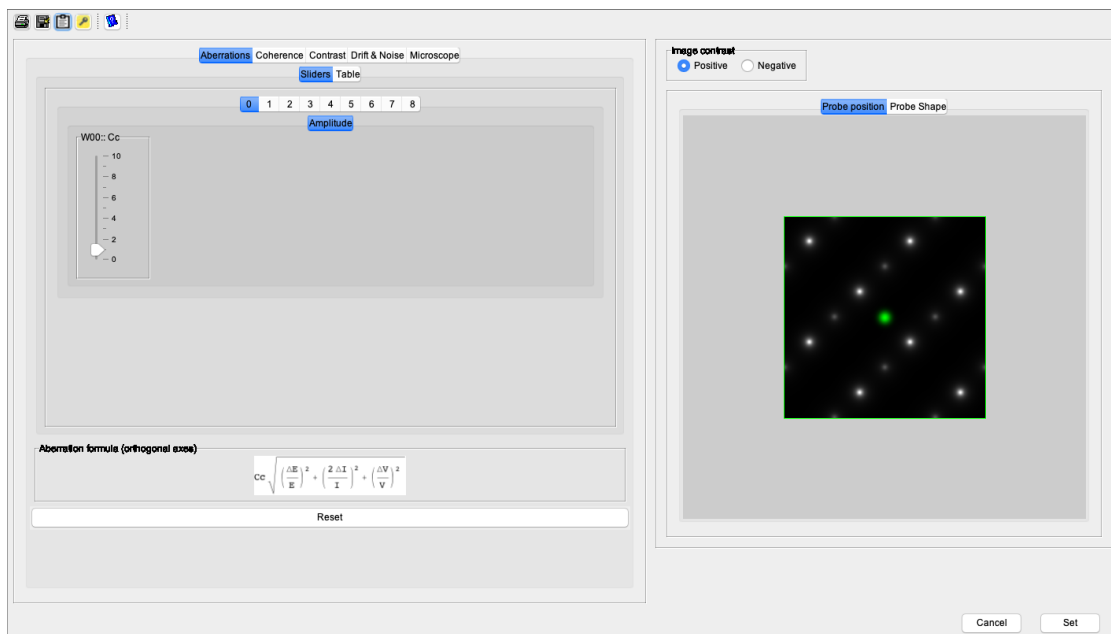 Aberrations Coherence Contrast Drift & Noise Microscope
Sliders Table
0 1 2 3 4 5 6 7 8
Amplitude
W00:: Cc
10
8
6
4
2
0
Aberration formula (orthogonal axes)
Cc √((ΔE/E)² + (2 ΔI/I)² + (ΔV/V)²)
Reset
Image contrast
Positive Negative
Probe position Probe Shape
Cancel Set